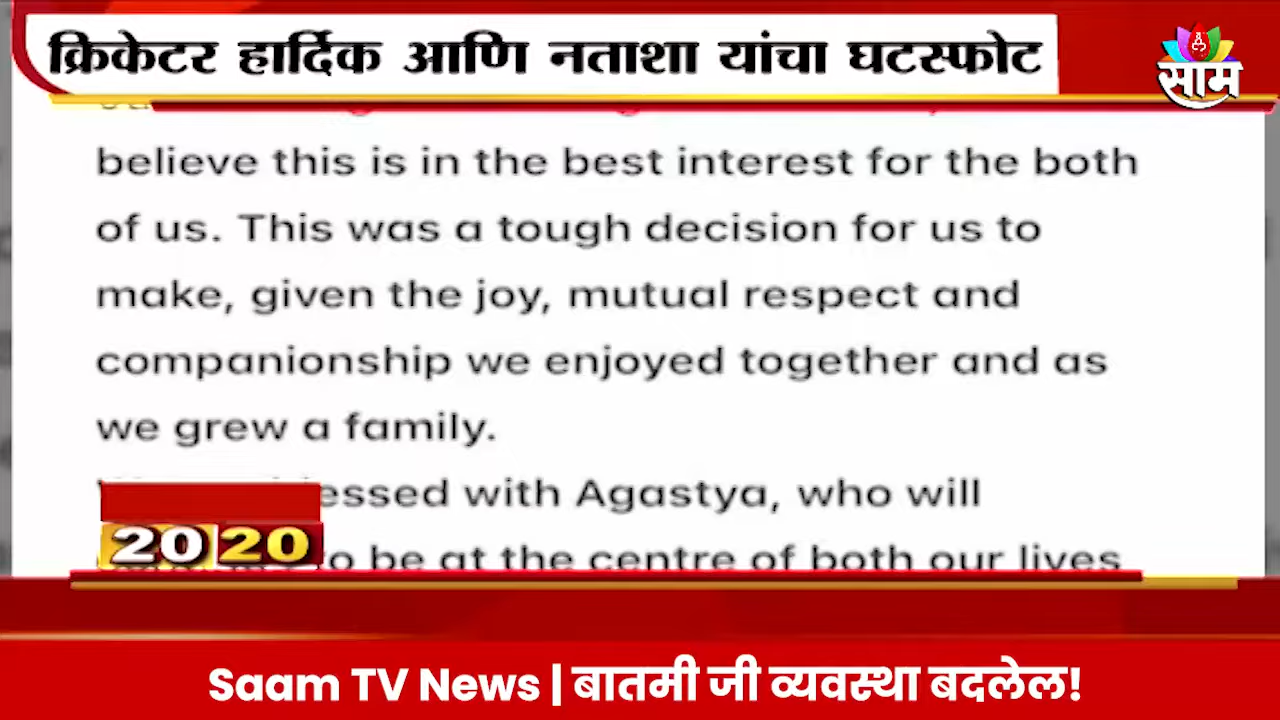 क्रिकेटर हार्दिक आणि नताशा यांचा घटस्फोट
साम
believe this is in the best interest for the both
of us. This was a tough decision for us to
make, given the joy, mutual respect and
companionship we enjoyed together and as
we grew a family.
with Agastya, who will
20 20
to be at the centre of both our lives
Saam TV News | बातमी जी व्यवस्था बदलेल!